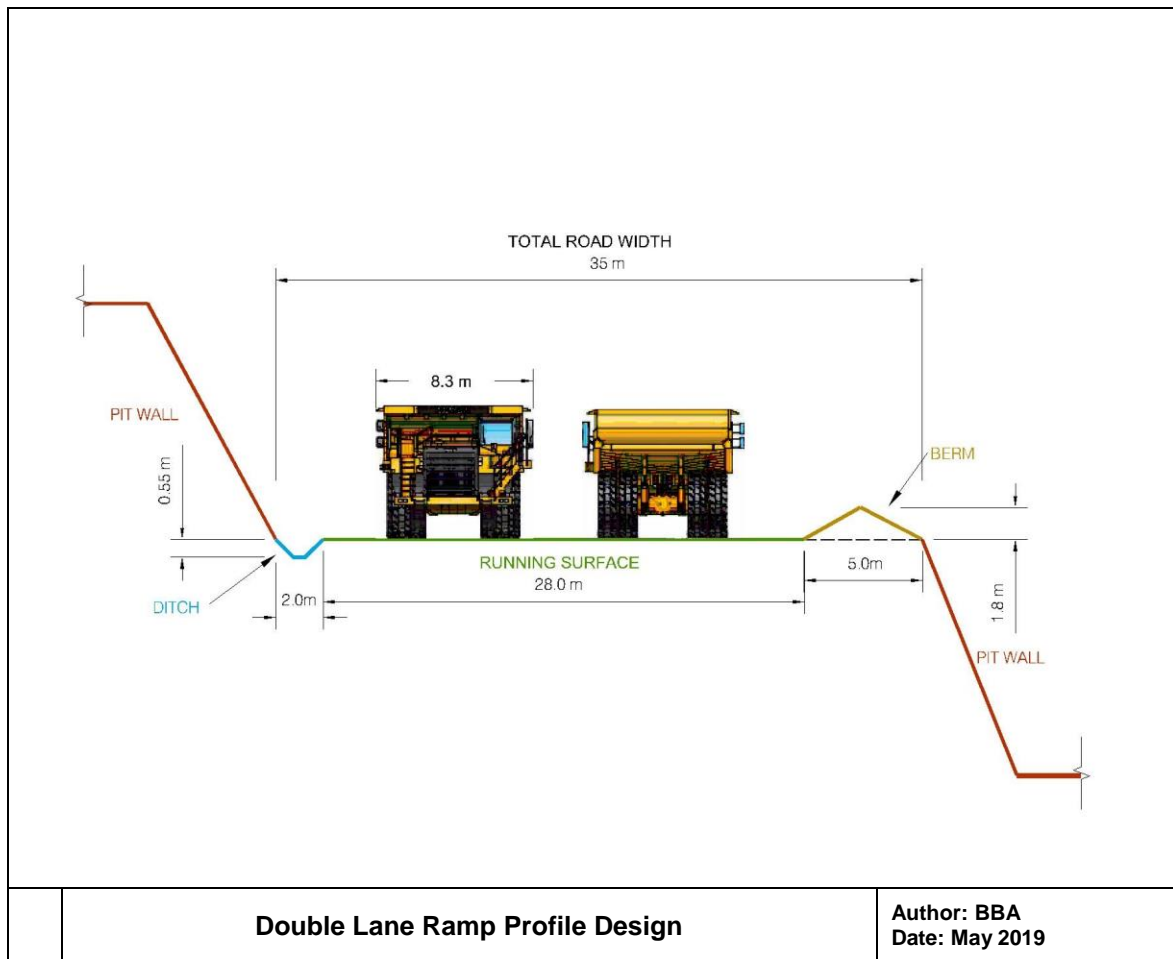 TOTAL ROAD WIDTH
35 m
8.3 m
PIT WALL
0.55 m
BERM
RUNNING SURFACE
28.0 m
DITCH
2.0m
5.0m
1.8 m
PIT WALL
Double Lane Ramp Profile Design
Author: BBA
Date: May 2019